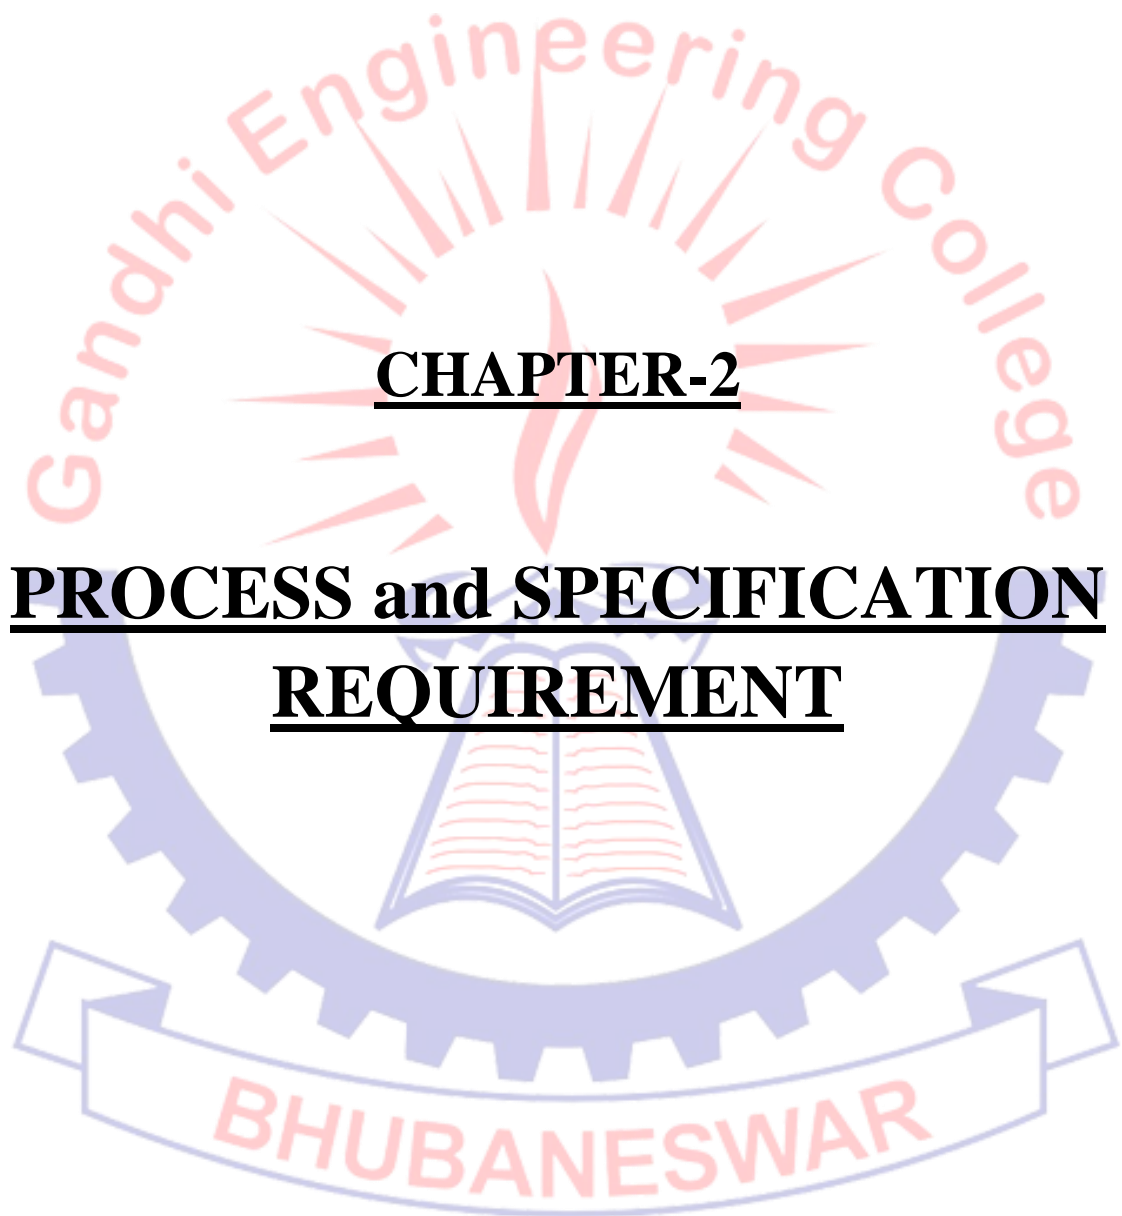 Gandhi Engineering College
CHAPTER-2
PROCESS and SPECIFICATION
REQUIREMENT
BHUBANESWAR